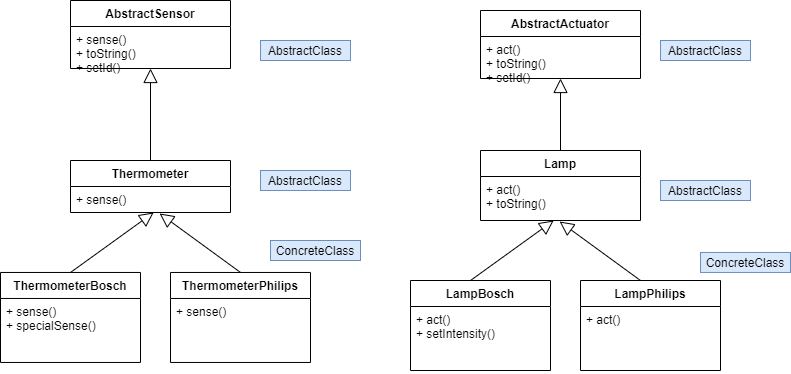 AbstractSensor
+ sense()
+ toString()
+ setId()
AbstractClass
AbstractActuator
+ act()
+ toString()
+ setId()
AbstractClass
Thermometer
+ sense()
AbstractClass
Lamp
+ act()
+ toString()
AbstractClass
ConcreteClass
ThermometerBosch
+ sense()
+ specialSense()
ThermometerPhilips
+ sense()
ConcreteClass
LampBosch
+ act()
+ setIntensity()
LampPhilips
+ act()